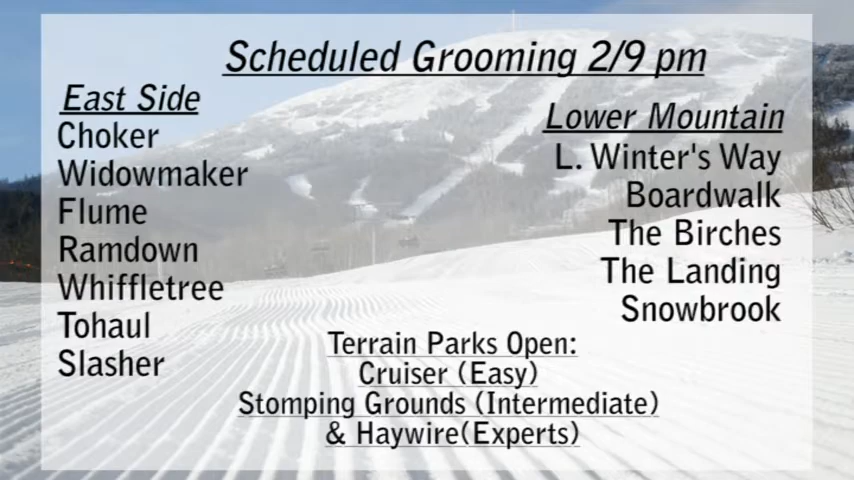 Scheduled Grooming 2/9 pm
East Side
Choker
Widowmaker
Flume
Ramdown
Whiffletree
Tohaul
Slasher
Lower Mountain
L. Winter's Way
Boardwalk
The Birches
The Landing
Snowbrook
Terrain Parks Open:
Cruiser (Easy)
Stomping Grounds (Intermediate)
& Haywire(Experts)